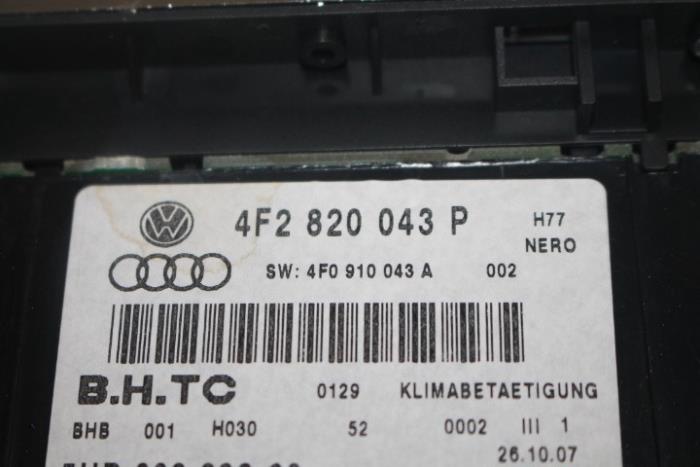 4F2 820 043 P H77
NERO
SW: 4F0 910 043 A 002
B.H.TC 0129 KLIMABETAETIGUNG
BHB 001 H030 52 0002 III 1
26.10.07